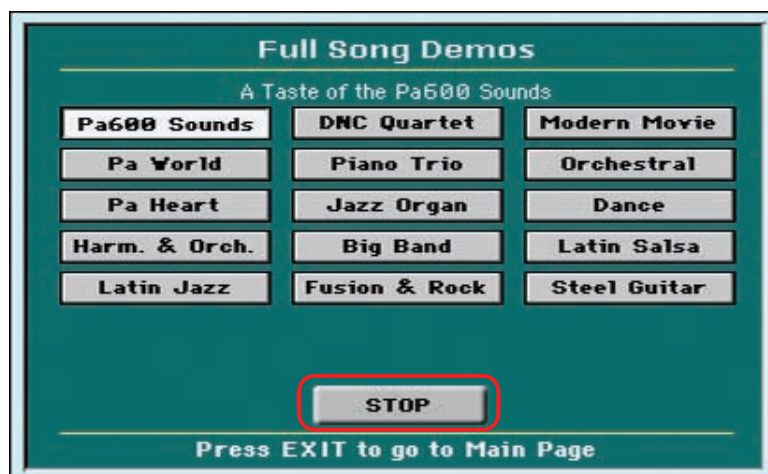 Full Song Demos
A Taste of the Pa600 Sounds
Pa600 Sounds DNC Quartet Modern Movie
Pa World Piano Trio Orchestral
Pa Heart Jazz Organ Dance
Harm. & Orch. Big Band Latin Salsa
Latin Jazz Fusion & Rock Steel Guitar
STOP
Press EXIT to go to Main Page